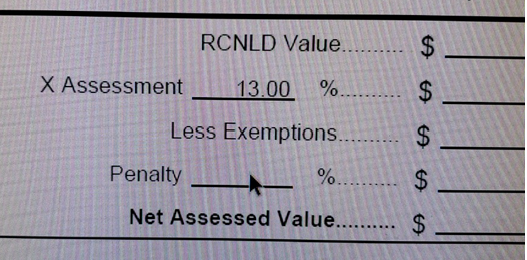 RCNLD Value.......... $
X Assessment 13.00 %.......... $
Less Exemptions.......... $
Penalty %.......... $
Net Assessed Value.......... $